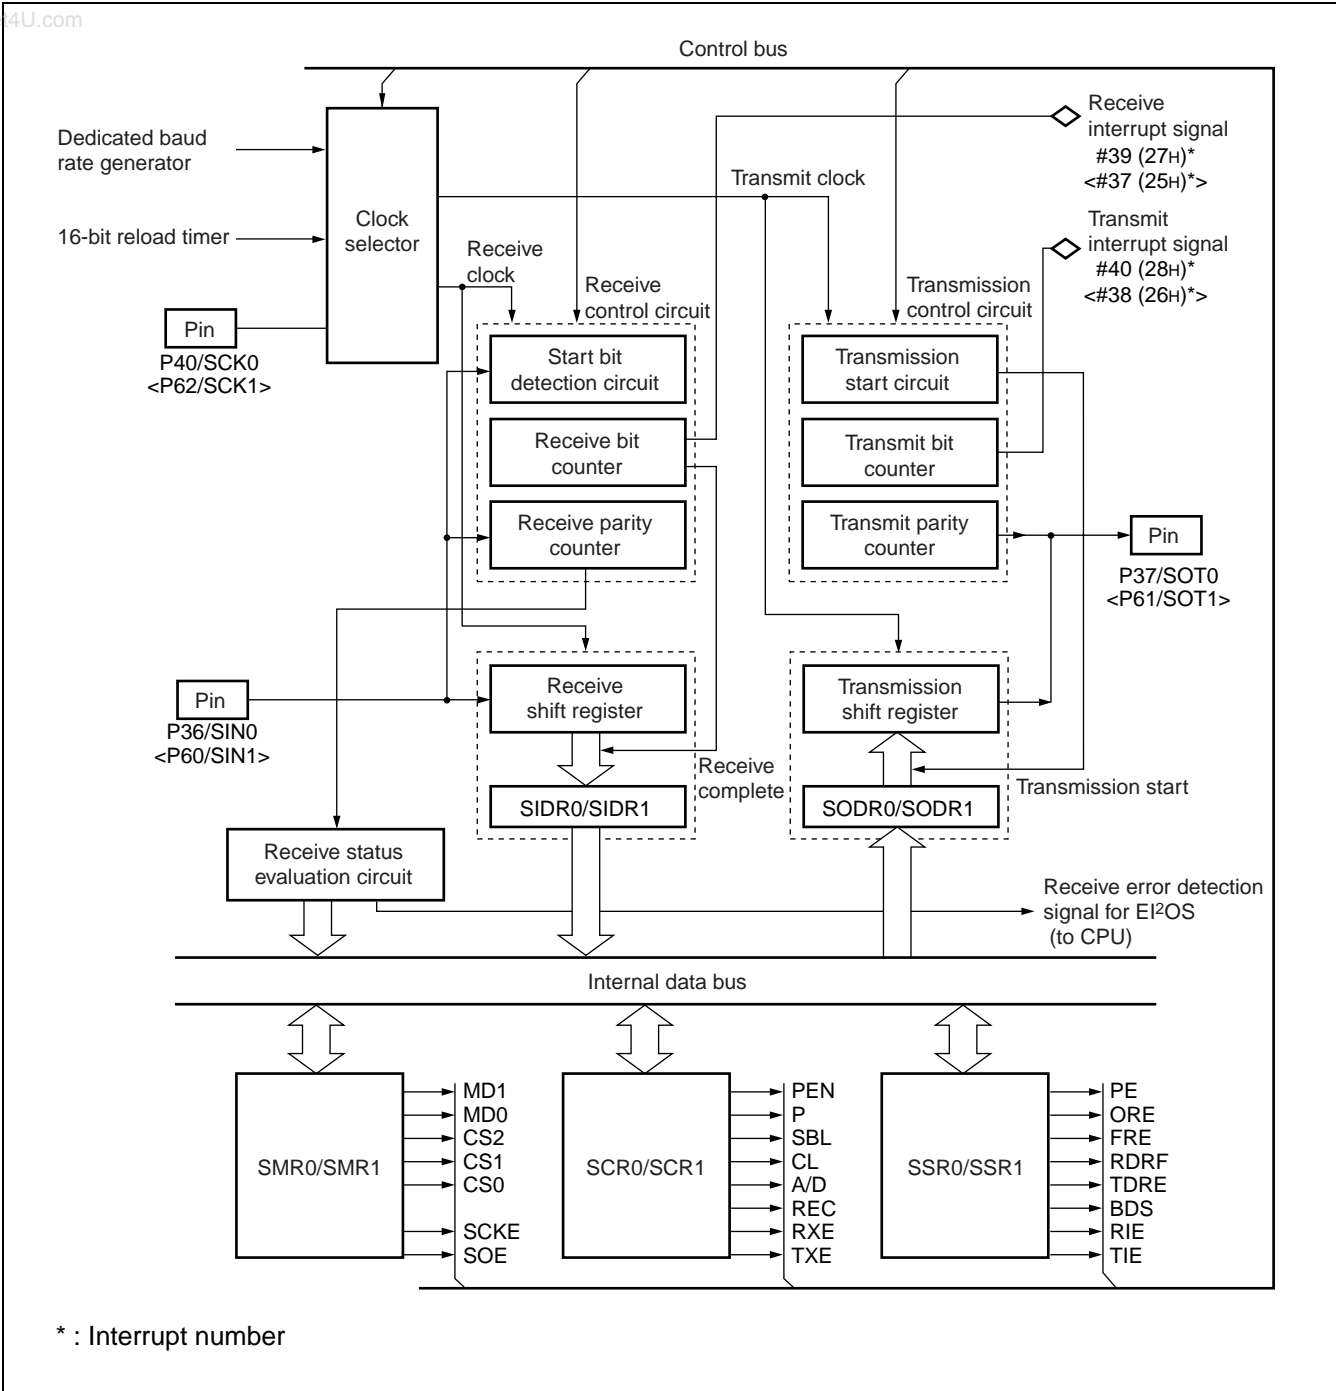 t4U.com
Control bus
Dedicated baud
rate generator
16-bit reload timer
Clock
selector
Pin
P40/SCK0
<P62/SCK1>
Transmit clock
Receive
clock
Receive
control circuit
Transmission
control circuit
Receive
interrupt signal
#39 (27H)*
<#37 (25H)*>
Transmit
interrupt signal
#40 (28H)*
<#38 (26H)*>
Start bit
detection circuit
Receive bit
counter
Receive parity
counter
Transmission
start circuit
Transmit bit
counter
Transmit parity
counter
Pin
P37/SOT0
<P61/SOT1>
Pin
P36/SIN0
<P60/SIN1>
Receive
shift register
Receive
complete
SIDR0/SIDR1
Transmission
shift register
Transmission start
SODR0/SODR1
Receive status
evaluation circuit
Receive error detection
signal for EI²OS
(to CPU)
Internal data bus
SMR0/SMR1
MD1
MD0
CS2
CS1
CS0
SCKE
SOE
SCR0/SCR1
PEN
P
SBL
CL
A/D
REC
RXE
TXE
SSR0/SSR1
PE
ORE
FRE
RDRF
TDRE
BDS
RIE
TIE
* : Interrupt number